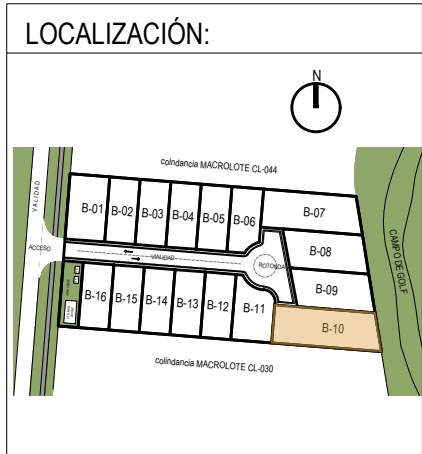 LOCALIZACIÓN:
N
colindancia MACROLOTE CL-044
VALIDAD
B-01 B-02 B-03 B-04 B-05 B-06 B-07
B-08
CAMPO DE GOLF
ACCESO
VIALIDAD
ROTONDA
B-09
B-16 B-15 B-14 B-13 B-12 B-11
B-10
colindancia MACROLOTE CL-030